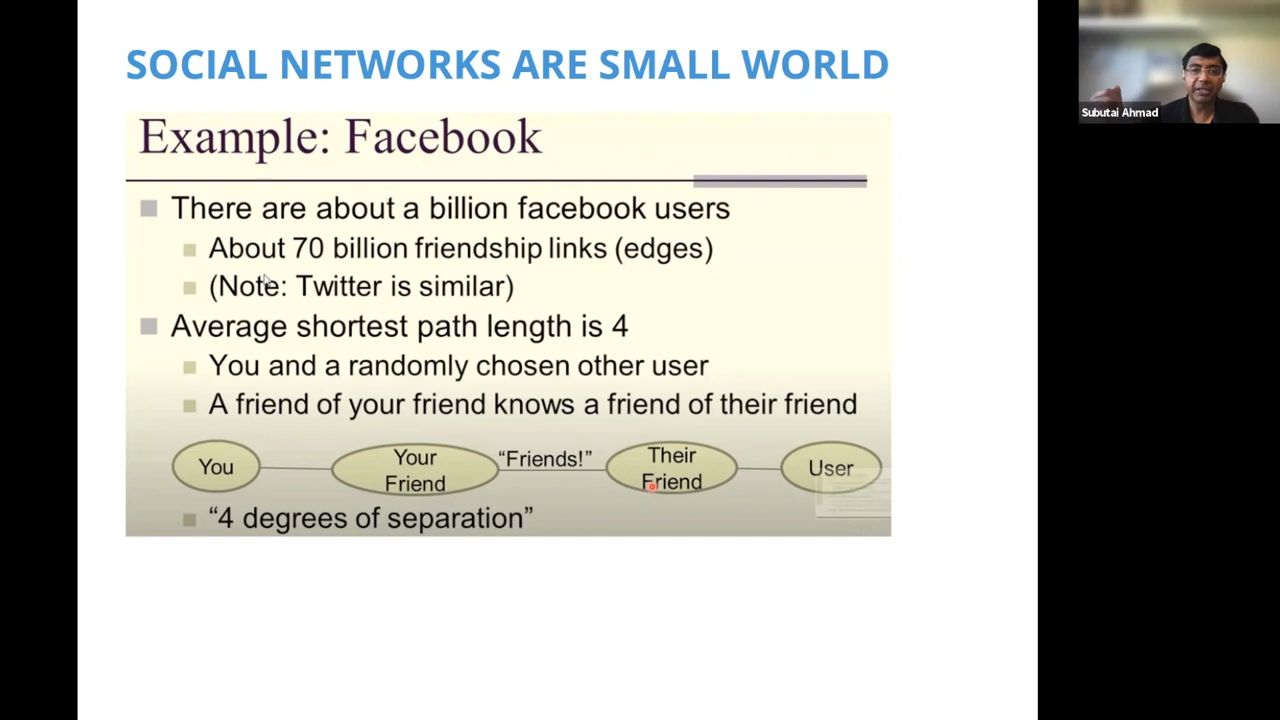 SOCIAL NETWORKS ARE SMALL WORLD
Subutai Ahmad
Example: Facebook
There are about a billion facebook users
About 70 billion friendship links (edges)
(Note: Twitter is similar)
Average shortest path length is 4
You and a randomly chosen other user
A friend of your friend knows a friend of their friend
You
Your
Friend
“Friends!”
Their
Friend
User
“4 degrees of separation”